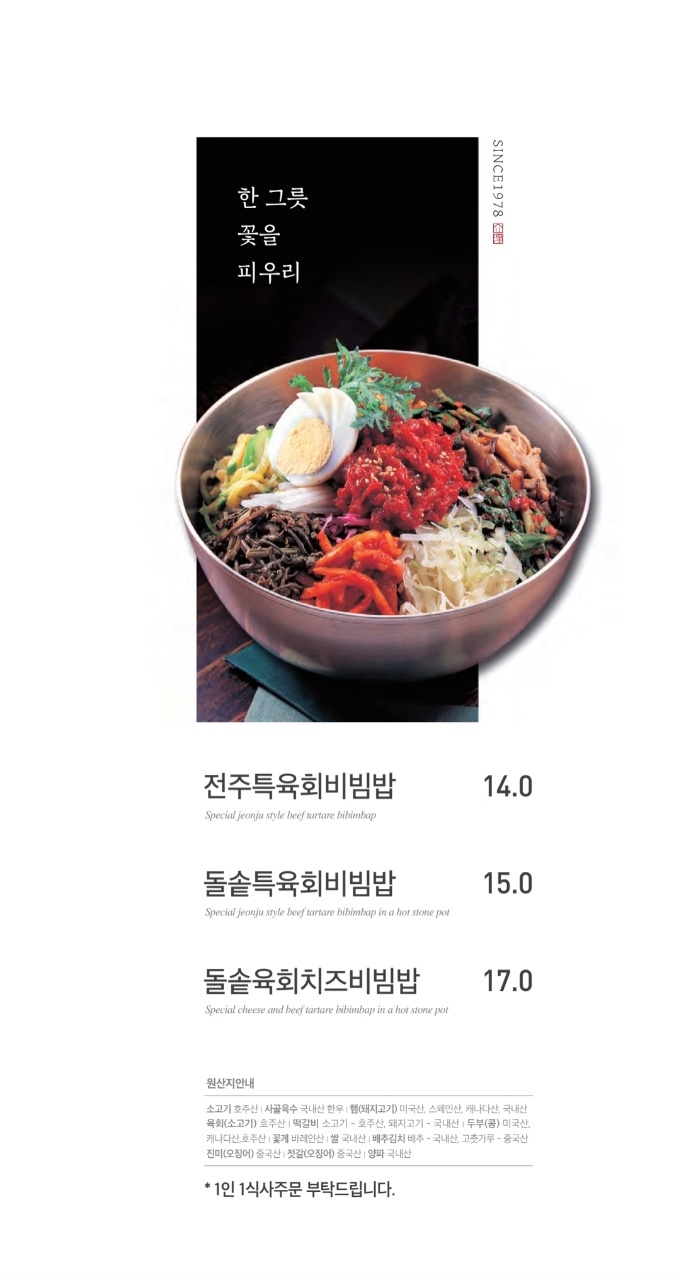 한 그릇
꽃을
피우리
SINCE1978
전주특육회비빔밥 14.0
Special jeonju style beef tartare bibimbap
돌솥특육회비빔밥 15.0
Special jeonju style beef tartare bibimbap in a hot stone pot
돌솥육회치즈비빔밥 17.0
Special cheese and beef tartare bibimbap in a hot stone pot
원산지안내
소고기 호주산 | 사골육수 국내산 한우 | 햄(돼지고기) 미국산, 스페인산, 캐나다산, 국내산
육회(소고기) 호주산 | 떡갈비 소고기 - 호주산, 돼지고기 - 국내산 | 두부(콩) 미국산,
캐나다산,호주산 | 꽃게 바레인산 | 쌀 국내산 | 배추김치 배추 - 국내산, 고춧가루 - 중국산
진미(오징어) 중국산 | 젓갈(오징어) 중국산 | 양파 국내산
* 1인 1식사주문 부탁드립니다.